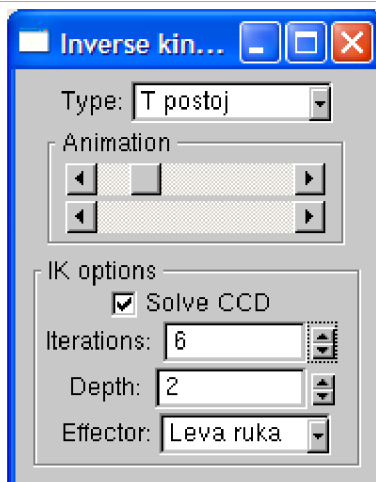 Inverse kin...
Type: T postoj
Animation
IK options
Solve CCD
Iterations: 6
Depth: 2
Effector: Leva ruka